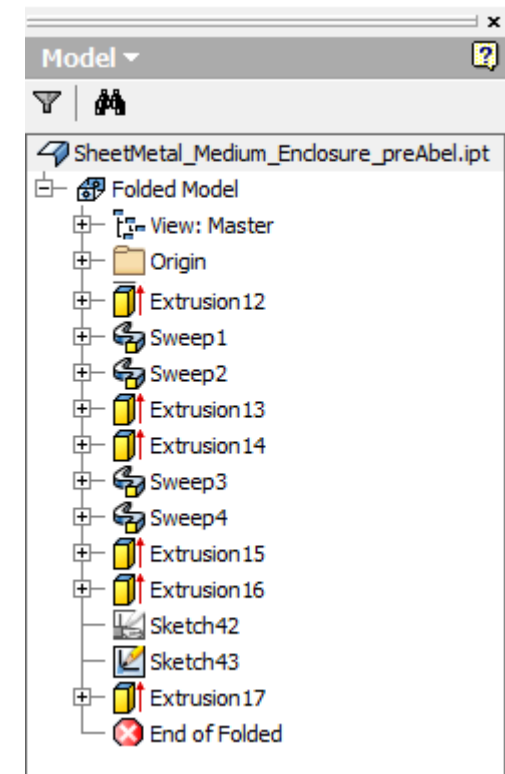 Model
SheetMetal_Medium_Enclosure_preAbel.ipt
Folded Model
View: Master
Origin
Extrusion12
Sweep1
Sweep2
Extrusion13
Extrusion14
Sweep3
Sweep4
Extrusion15
Extrusion16
Sketch42
Sketch43
Extrusion17
End of Folded